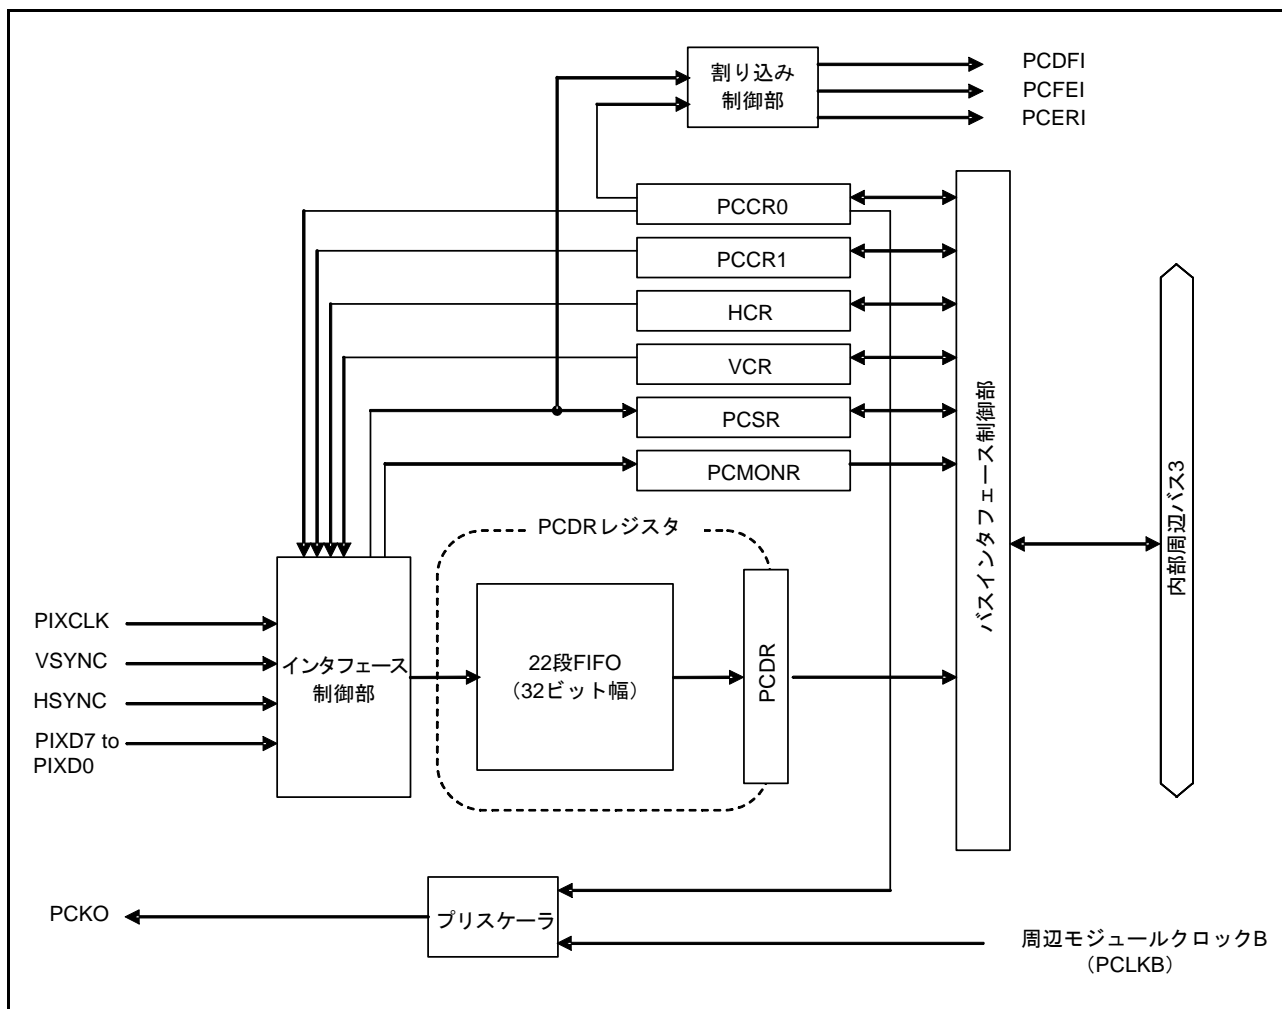 割り込み
制御部
PCDFI
PCFEI
PCERI
PCCR0
PCCR1
HCR
VCR
PCSR
PCMONR
バスインタフェース制御部
内部周辺バス3
PCDRレジスタ
PIXCLK
VSYNC
HSYNC
PIXD7 to
PIXD0
インタフェース
制御部
22段FIFO
（32ビット幅）
PCDR
PCKO
プリスケーラ
周辺モジュールクロックB
（PCLKB）